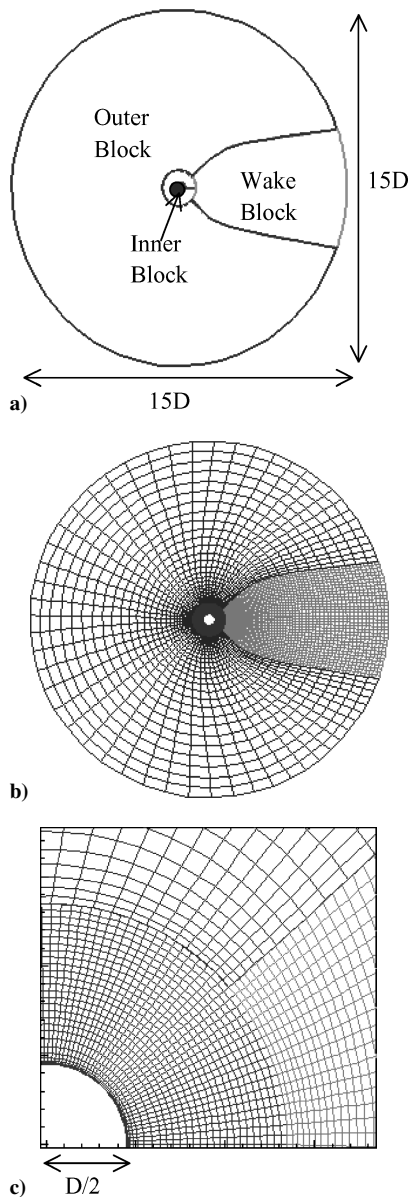 Outer
Block
Wake
Block
15D
Inner
Block
a)
15D
b)
c)
D/2